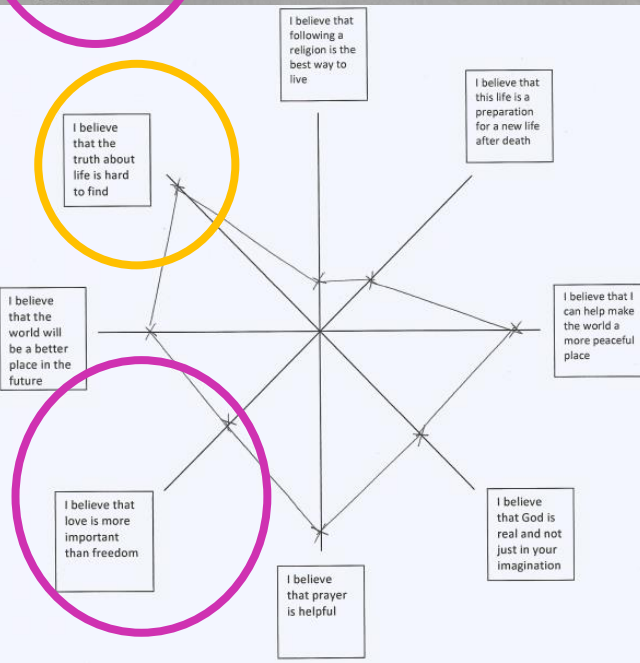 I believe that
following a
religion is the
best way to
live
I believe that
this life is a
preparation
for a new life
after death
I believe
that the
truth about
life is hard
to find
I believe
that the
world will
be a better
place in the
future
I believe that I
can help make
the world a
more peaceful
place
I believe that
love is more
important
than freedom
I believe
that God is
real and not
just in your
imagination
I believe
that prayer
is helpful